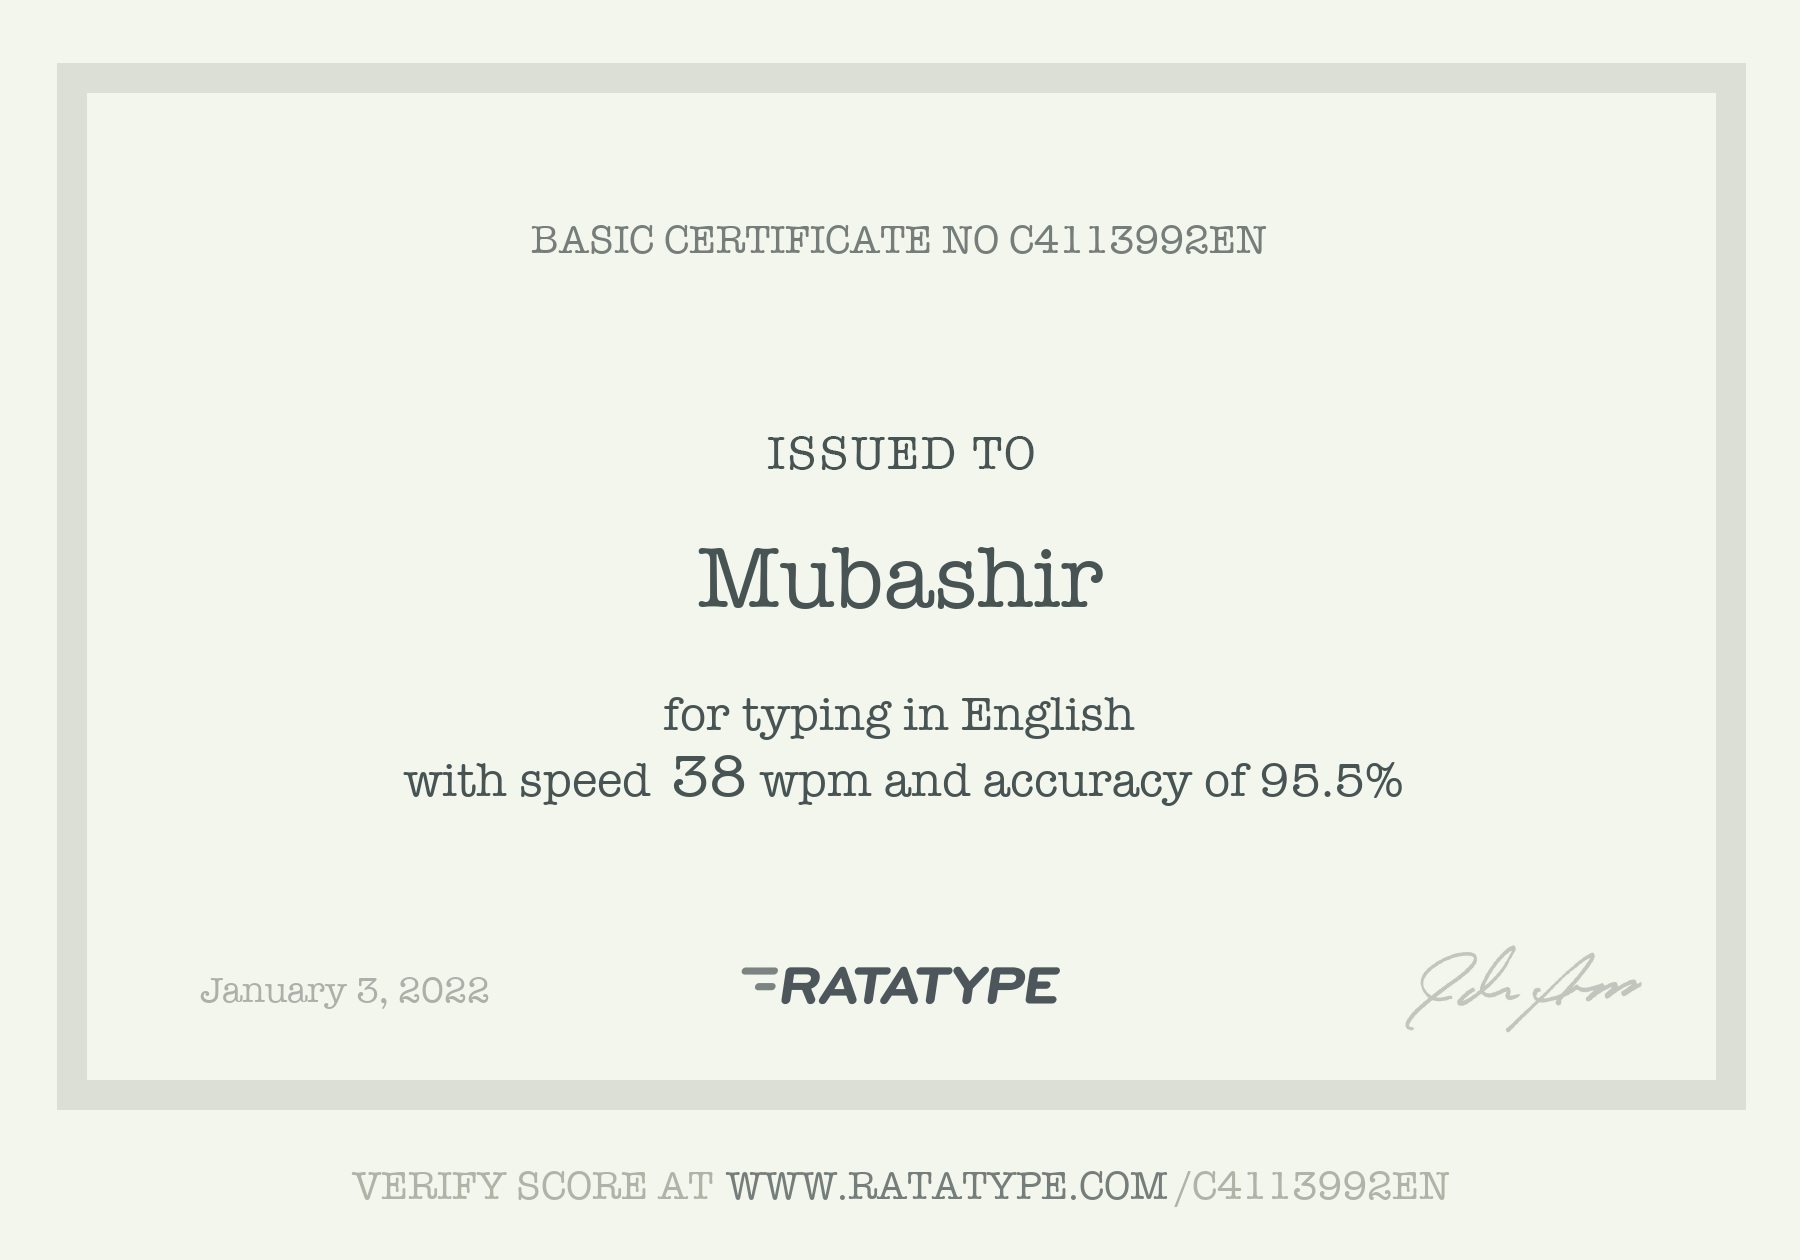 BASIC CERTIFICATE NO C4113992EN
ISSUED TO
Mubashir
for typing in English
with speed 38 wpm and accuracy of 95.5%
January 3, 2022
RATATYPE
VERIFY SCORE AT WWW.RATATYPE.COM/C4113992EN